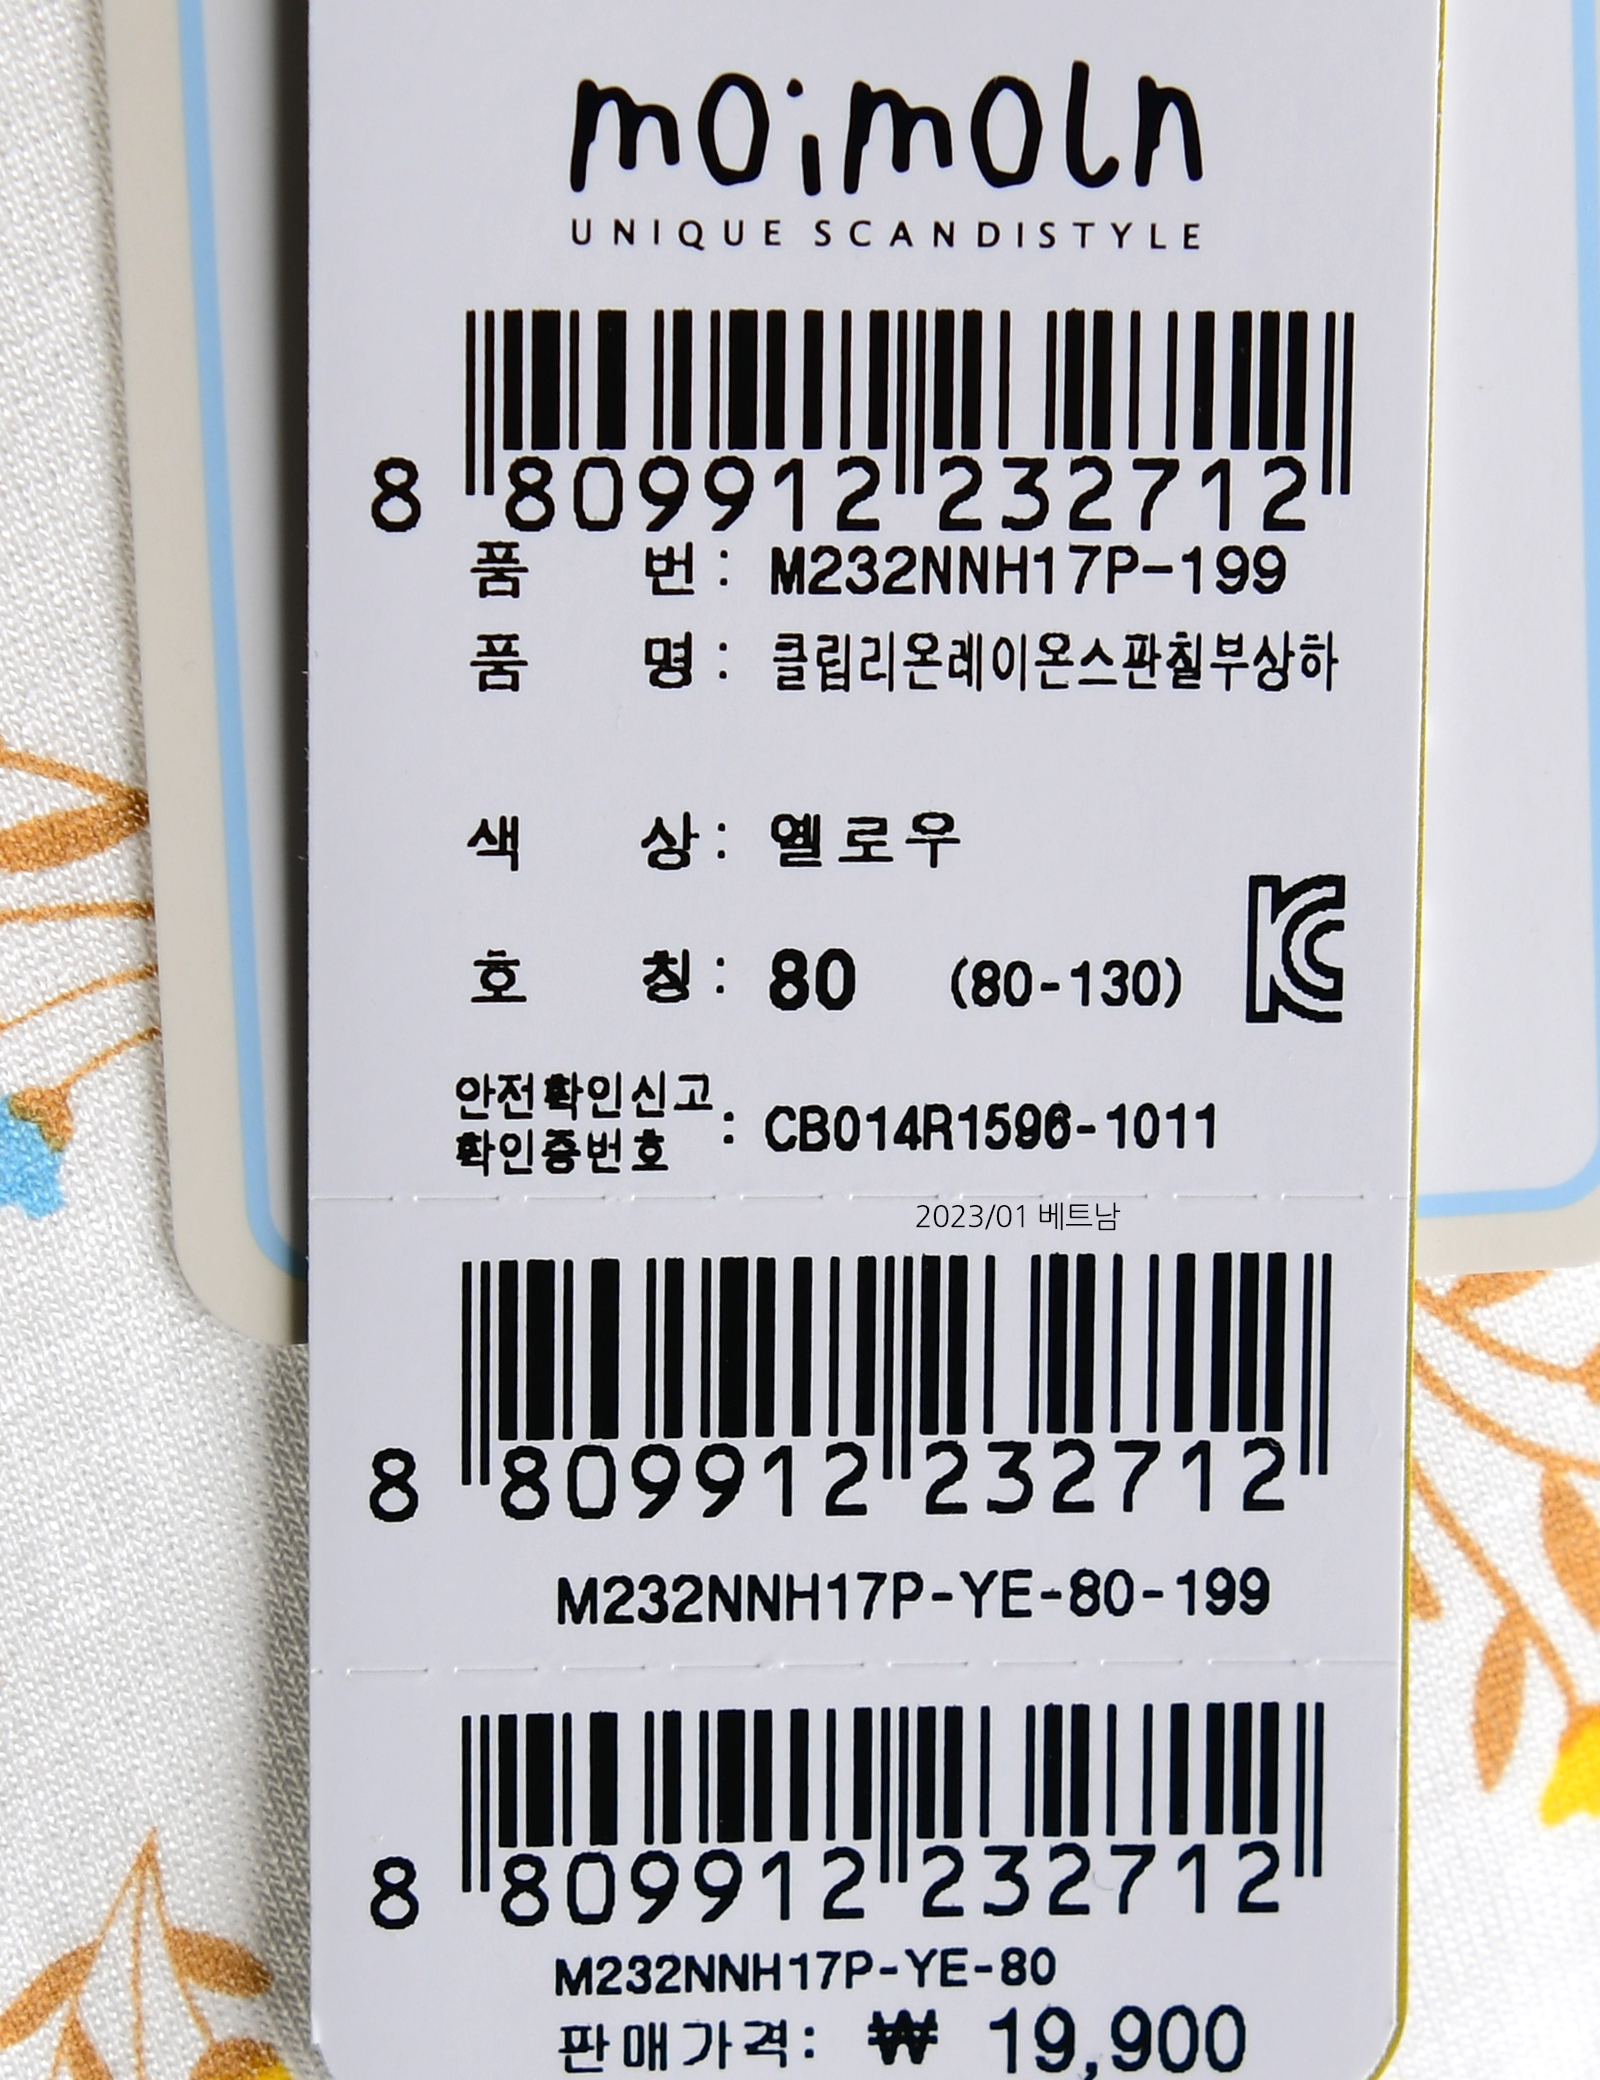 moimoln
UNIQUE SCANDISTYLE
8 809912 232712
품 번 : M232NNH17P-199
품 명 : 클립리온레이온스판칠부상하
색 상 : 옐로우
호 칭 : 80 (80-130)
안전확인신고
확인증번호 : CB014R1596-1011
2023/01 베트남
8 809912 232712
M232NNH17P-YE-80-199
8 809912 232712
M232NNH17P-YE-80
판매가격: ₩ 19,900